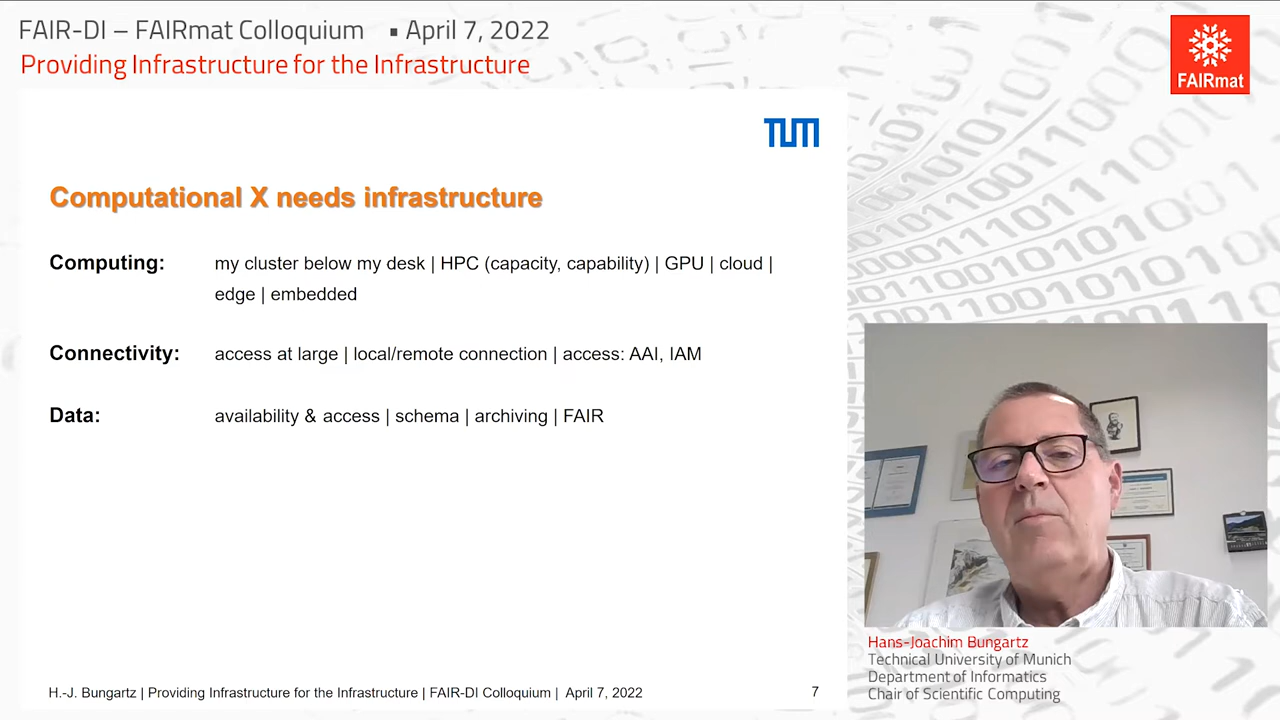 FAIR-DI – FAIRmat Colloquium ▪ April 7, 2022
Providing Infrastructure for the Infrastructure
FAIRmat
TUM
Computational X needs infrastructure
Computing: my cluster below my desk | HPC (capacity, capability) | GPU | cloud |
edge | embedded
Connectivity: access at large | local/remote connection | access: AAI, IAM
Data: availability & access | schema | archiving | FAIR
H.-J. Bungartz | Providing Infrastructure for the Infrastructure | FAIR-DI Colloquium | April 7, 2022 7
Hans-Joachim Bungartz
Technical University of Munich
Department of Informatics
Chair of Scientific Computing